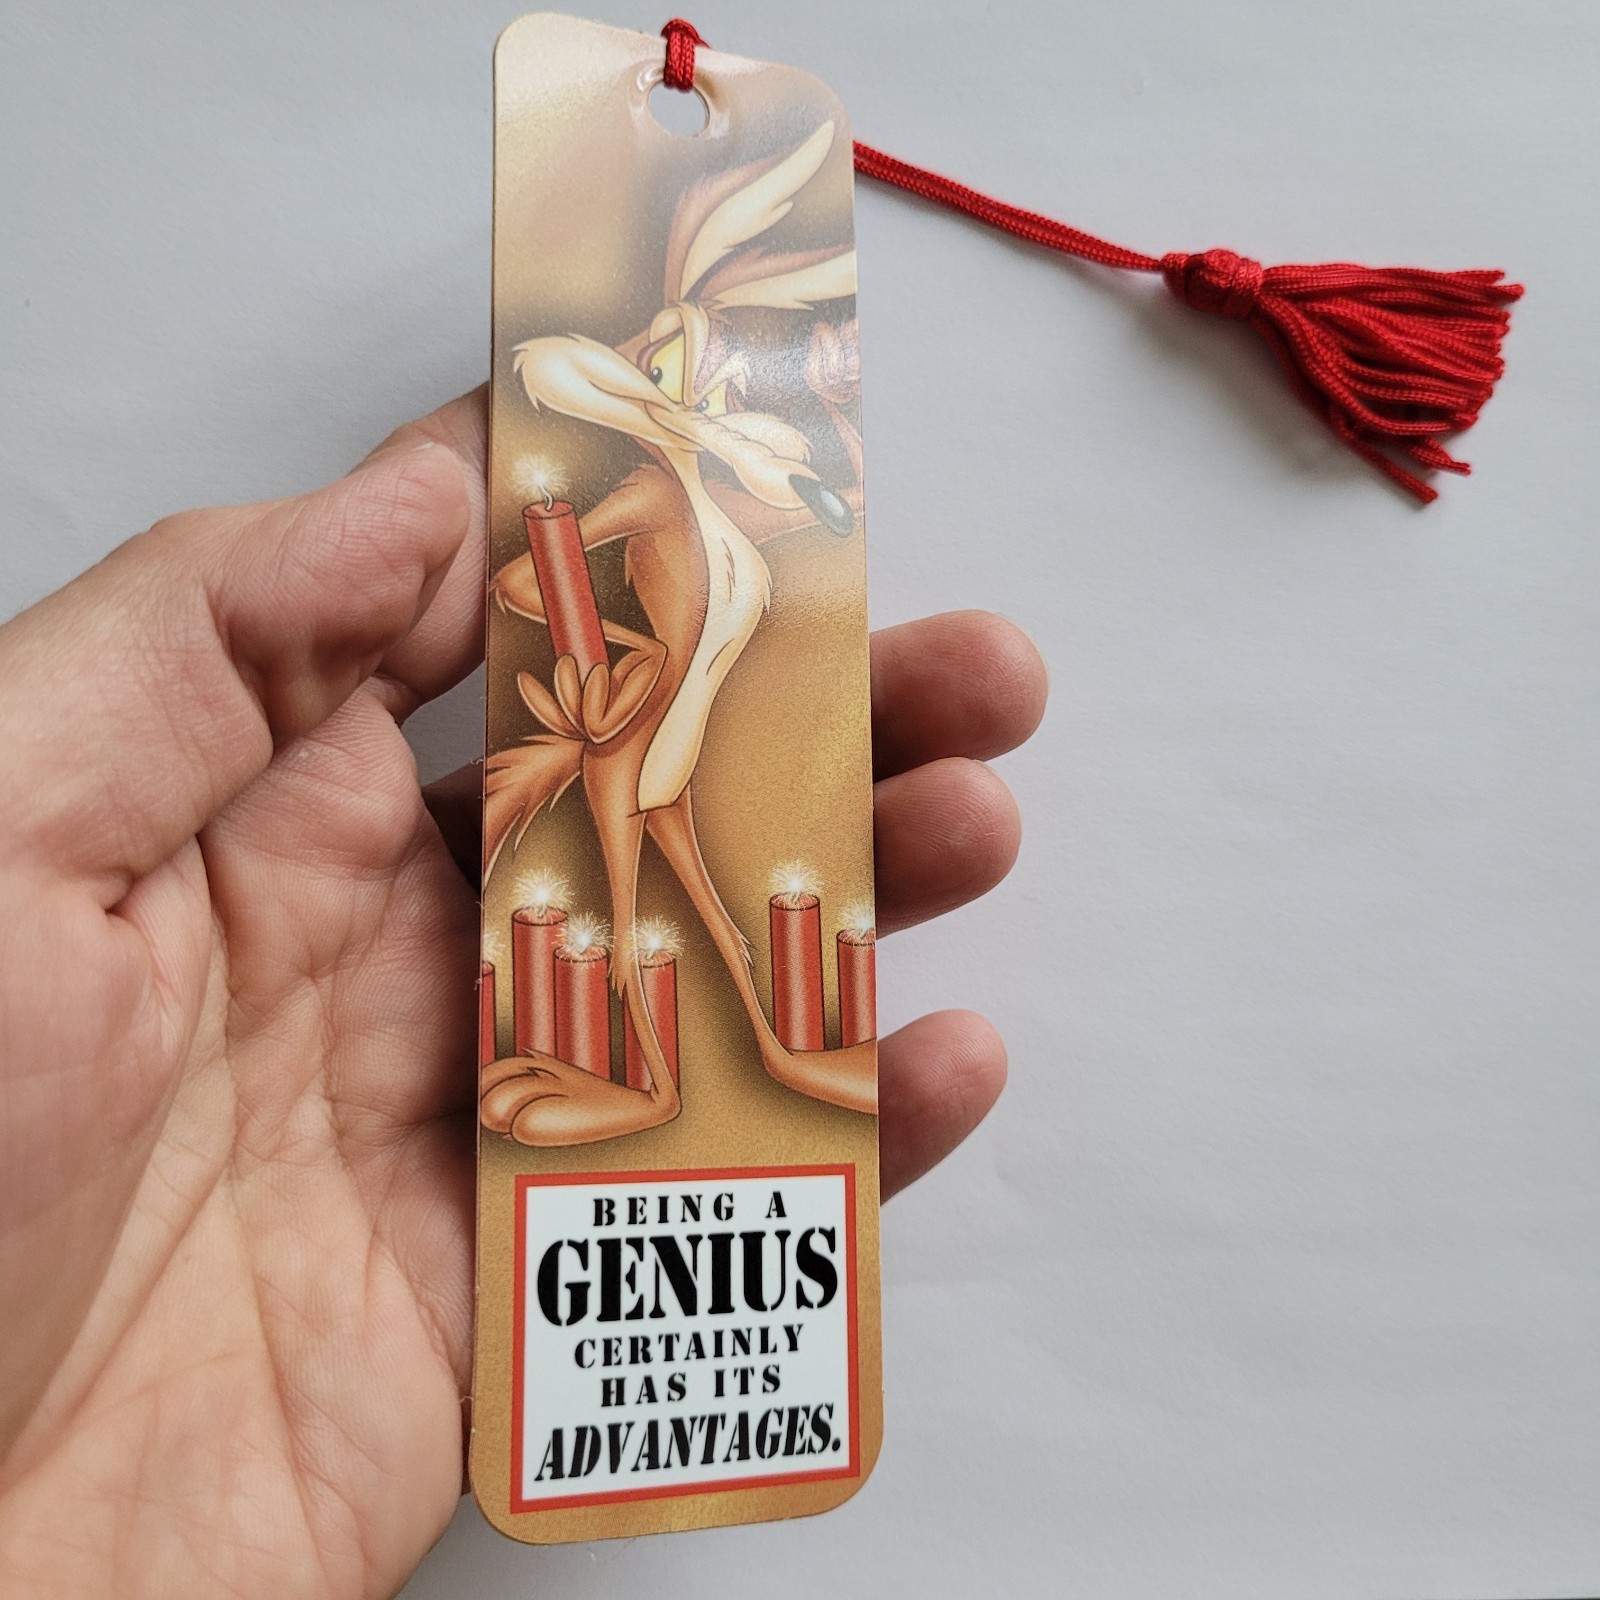 BEING A
GENIUS
CERTAINLY
HAS ITS
ADVANTAGES.